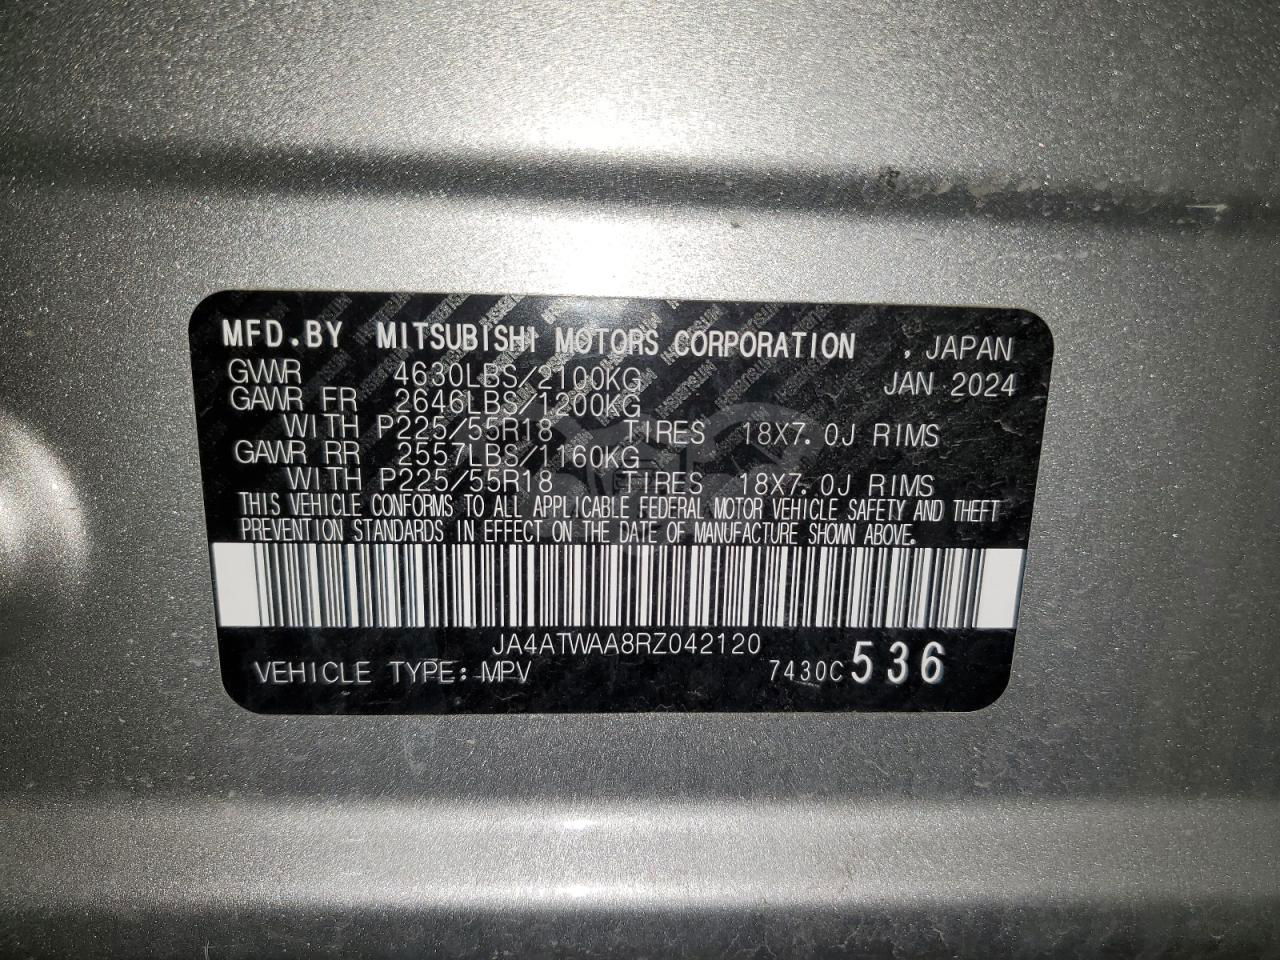 MFD.BY MITSUBISHI MOTORS CORPORATION , JAPAN
GWWR 4630LBS/2100KG JAN 2024
GAWR FR 2646LBS/1200KG
WITH P225/55R18 TIRES 18X7.0J RIMS
GAWR RR 2557LBS/1160KG
WITH P225/55R18 TIRES 18X7.0J RIMS
THIS VEHICLE CONFORMS TO ALL APPLICABLE FEDERAL MOTOR VEHICLE SAFETY AND THEFT
PREVENTION STANDARDS IN EFFECT ON THE DATE OF MANUFACTURE SHOWN ABOVE.
JA4ATWAA8RZ042120
VEHICLE TYPE: MPV 7430C 536